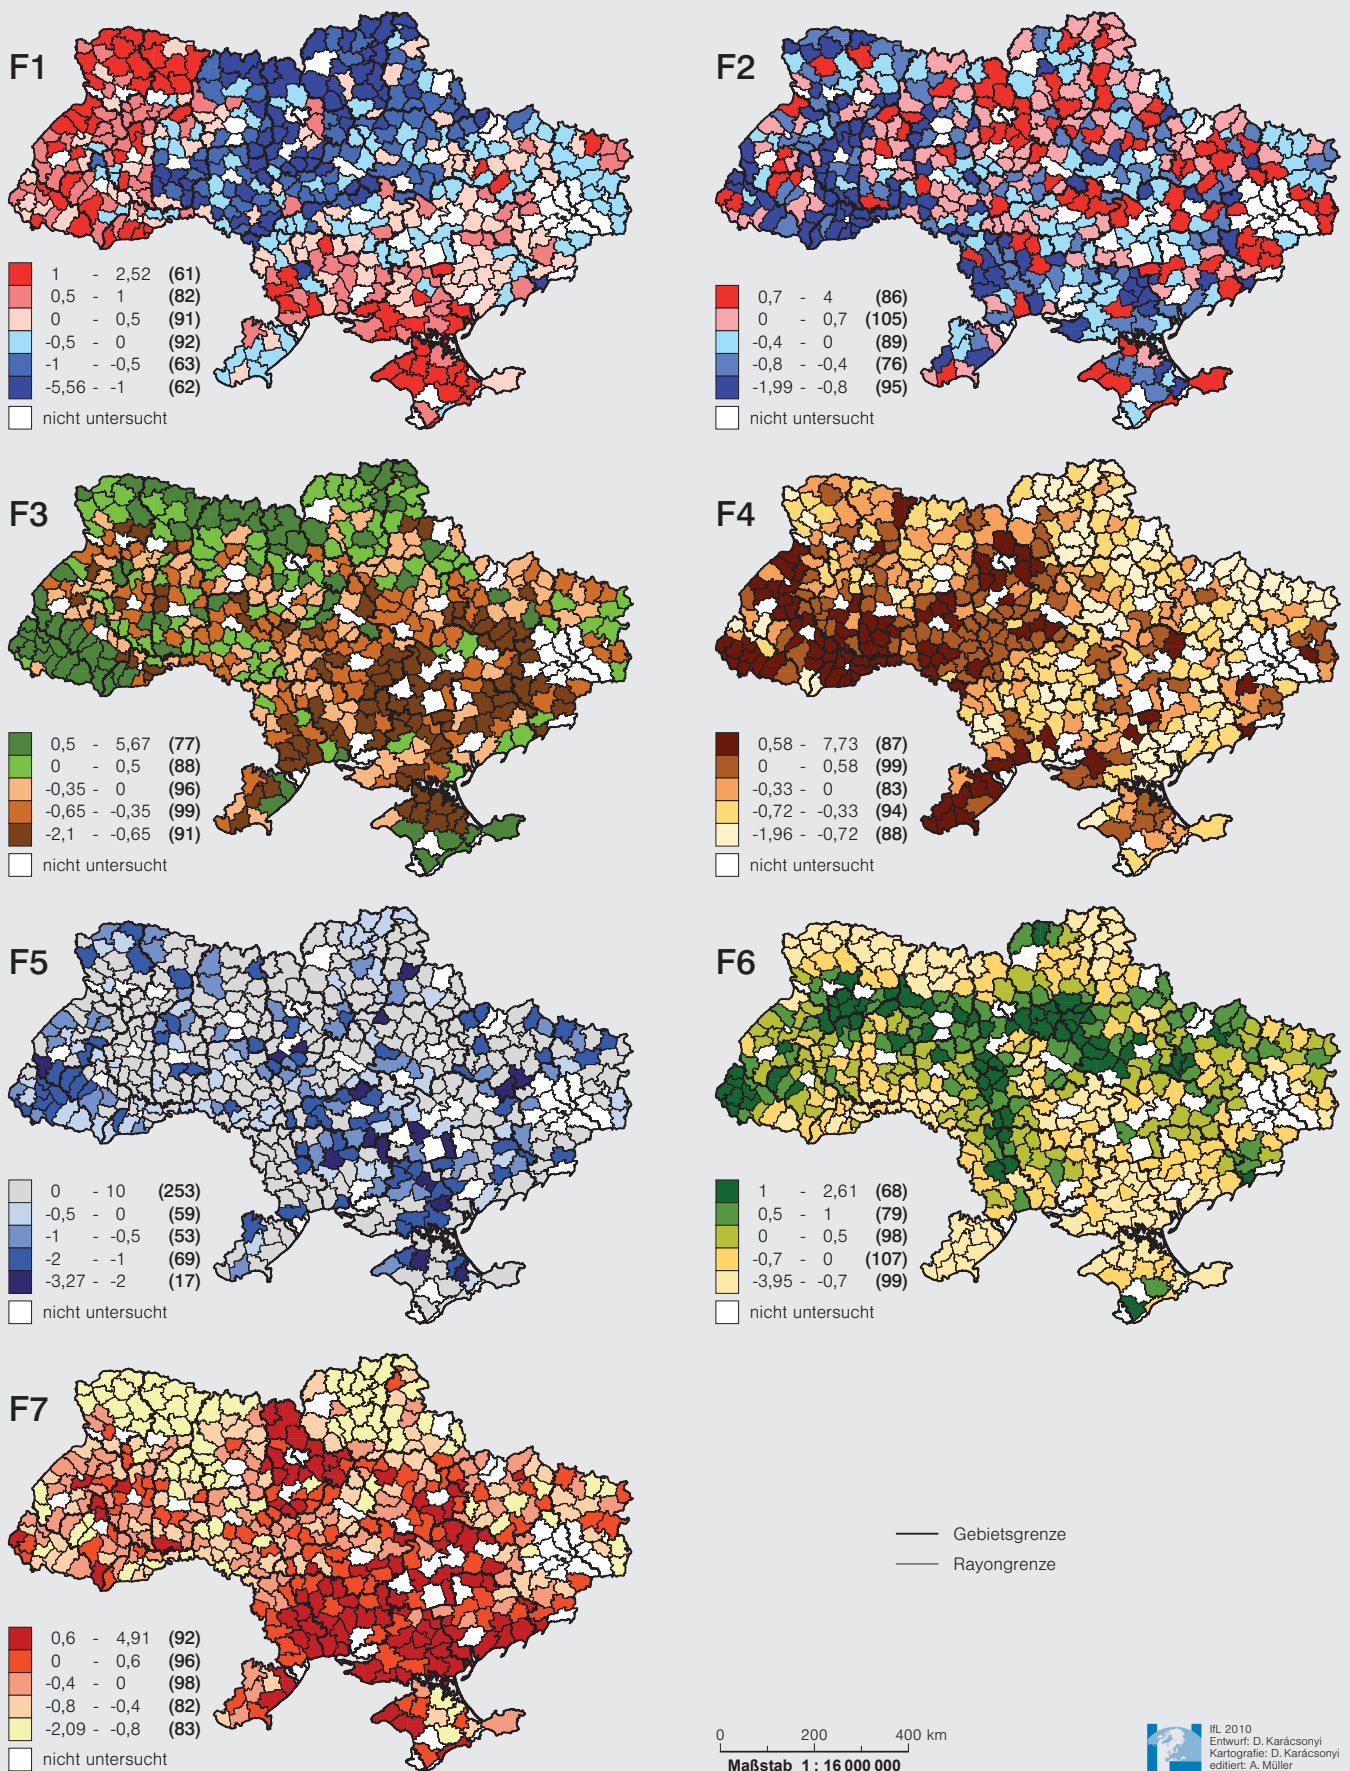 F1
1 - 2,52 (61)
0,5 - 1 (82)
0 - 0,5 (91)
-0,5 - 0 (92)
-1 - -0,5 (63)
-5,56 - -1 (62)
nicht untersucht
F2
0,7 - 4 (86)
0 - 0,7 (105)
-0,4 - 0 (89)
-0,8 - -0,4 (76)
-1,99 - -0,8 (95)
nicht untersucht
F3
0,5 - 5,67 (77)
0 - 0,5 (88)
-0,35 - 0 (96)
-0,65 - -0,35 (99)
-2,1 - -0,65 (91)
nicht untersucht
F4
0,58 - 7,73 (87)
0 - 0,58 (99)
-0,33 - 0 (83)
-0,72 - -0,33 (94)
-1,96 - -0,72 (88)
nicht untersucht
F5
0 - 10 (253)
-0,5 - 0 (59)
-1 - -0,5 (53)
-2 - -1 (69)
-3,27 - -2 (17)
nicht untersucht
F6
1 - 2,61 (68)
0,5 - 1 (79)
0 - 0,5 (98)
-0,7 - 0 (107)
-3,95 - -0,7 (99)
nicht untersucht
F7
0,6 - 4,91 (92)
0 - 0,6 (96)
-0,4 - 0 (98)
-0,8 - -0,4 (82)
-2,09 - -0,8 (83)
nicht untersucht
Gebietsgrenze
Rayongrenze
0 200 400 km
Maßstab 1 : 16 000 000
IfL 2010
Entwurf: D. Karácsonyi
Kartografie: D. Karácsonyi
editiert: A. Müller